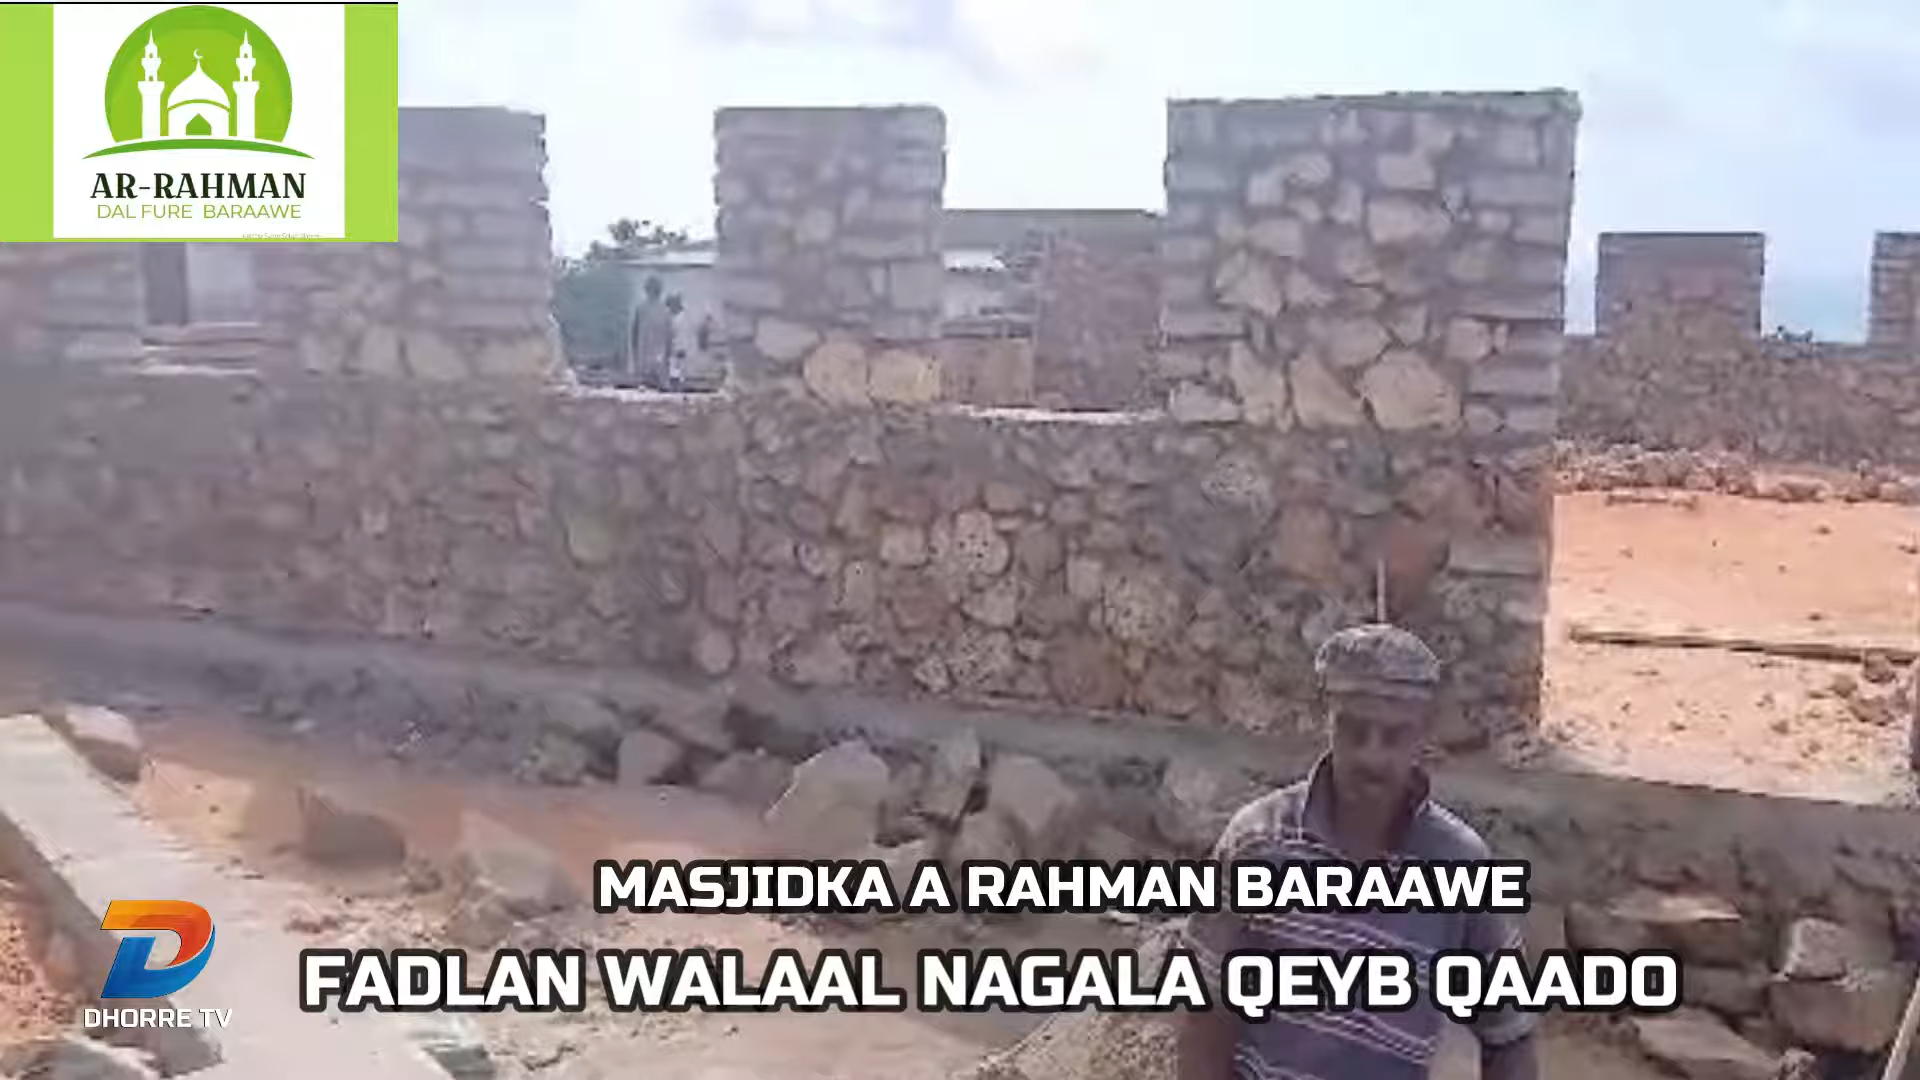 AR-RAHMAN
DAL FURE BARAAWE
MASJIDKA A RAHMAN BARAAWE
FADLAN WALAAL NAGALA QEYB QAADO
DHORRE TV